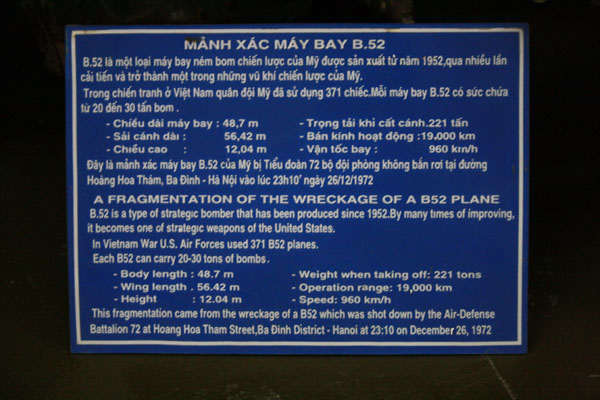 MẢNH XÁC MÁY BAY B.52
B.52 là một loại máy bay ném bom chiến lược của Mỹ được sản xuất từ năm 1952,qua nhiều lần
cải tiến và trở thành một trong những vũ khí chiến lược của Mỹ.
Trong chiến tranh ở Việt Nam quân đội Mỹ đã sử dụng 371 chiếc.Mỗi máy bay B.52 có sức chứa
từ 20 đến 30 tấn bom .
- Chiều dài máy bay : 48,7 m - Trọng tải khi cất cánh.221 tấn
- Sải cánh dài : 56,42 m - Bán kính hoạt động :19.000 km
- Chiều cao : 12,04 m - Vận tốc bay : 960 km/h
Đây là mảnh xác máy bay B.52 của Mỹ bị Tiểu đoàn 72 bộ đội phòng không bắn rơi tại đường
Hoàng Hoa Thám, Ba Đình - Hà Nội vào lúc 23h10' ngày 26/12/1972
A FRAGMENTATION OF THE WRECKAGE OF A B52 PLANE
B.52 is a type of strategic bomber that has been produced since 1952.By many times of improving,
it becomes one of strategic weapons of the United States.
In Vietnam War U.S. Air Forces used 371 B52 planes.
Each B52 can carry 20-30 tons of bombs .
- Body length : 48,7 m - Weight when taking off: 221 tons
- Wing length . 56.42 m - Operation range: 19,000 km
- Height : 12.04 m - Speed: 960 km/h
This fragmentation came from the wreckage of a B52 which was shot down by the Air-Defense
Battalion 72 at Hoang Hoa Tham Street,Ba Đình District - Hanoi at 23:10 on December 26, 1972